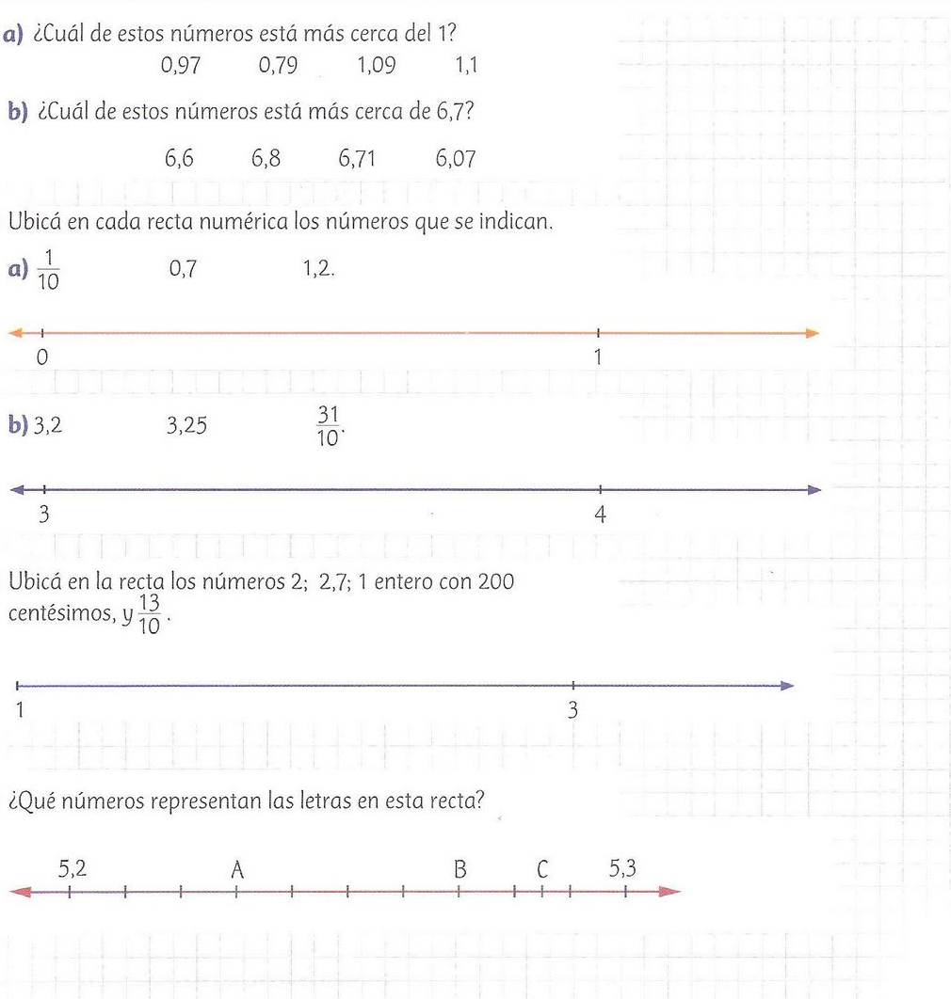 a) ¿Cuál de estos números está más cerca del 1?
0,97 0,79 1,09 1,1
b) ¿Cuál de estos números está más cerca de 6,7?
6,6 6,8 6,71 6,07
Ubicá en cada recta numérica los números que se indican.
a) 1/10 0,7 1,2.
0 1
b) 3,2 3,25 31/10.
3 4
Ubicá en la recta los números 2; 2,7; 1 entero con 200
centésimos, y 13/10.
1 3
¿Qué números representan las letras en esta recta?
5,2 A B C 5,3